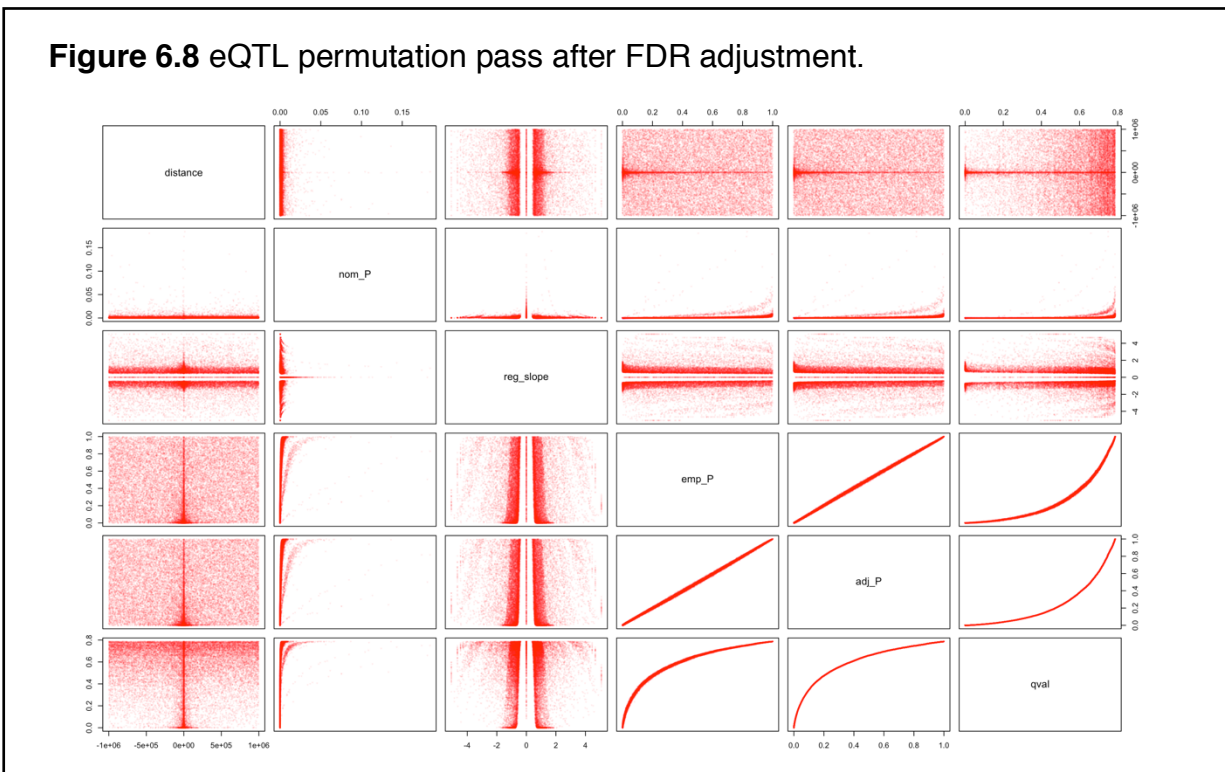 Figure 6.8 eQTL permutation pass after FDR adjustment.
0.00 0.05 0.10 0.15 0.0 0.2 0.4 0.6 0.8 1.0 0.0 0.2 0.4 0.6 0.8
distance
-1e+06 0e+00 1e+06
0.00 0.05 0.10 0.15
nom_P
reg_slope
-4 -2 0 2 4
0.0 0.2 0.4 0.6 0.8 1.0
emp_P
adj_P
0.0 0.2 0.4 0.6 0.8 1.0
0.0 0.2 0.4 0.6 0.8
qval
-1e+06 -5e+05 0e+00 5e+05 1e+06 -4 -2 0 2 4 0.0 0.2 0.4 0.6 0.8 1.0